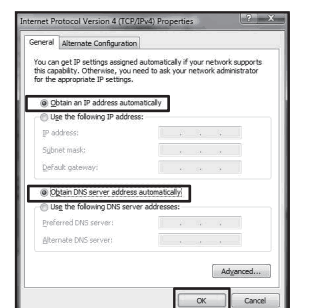 Internet Protocol Version 4 (TCP/IPv4) Properties
General
Alternate Configuration
You can get IP settings assigned automatically if your network supports
this capability. Otherwise, you need to ask your network administrator
for the appropriate IP settings.
Obtain an IP address automatically
Use the following IP address:
IP address:
Subnet mask:
Default gateway:
Obtain DNS server address automatically
Use the following DNS server addresses:
Preferred DNS server:
Alternate DNS server:
Advanced...
OK
Cancel